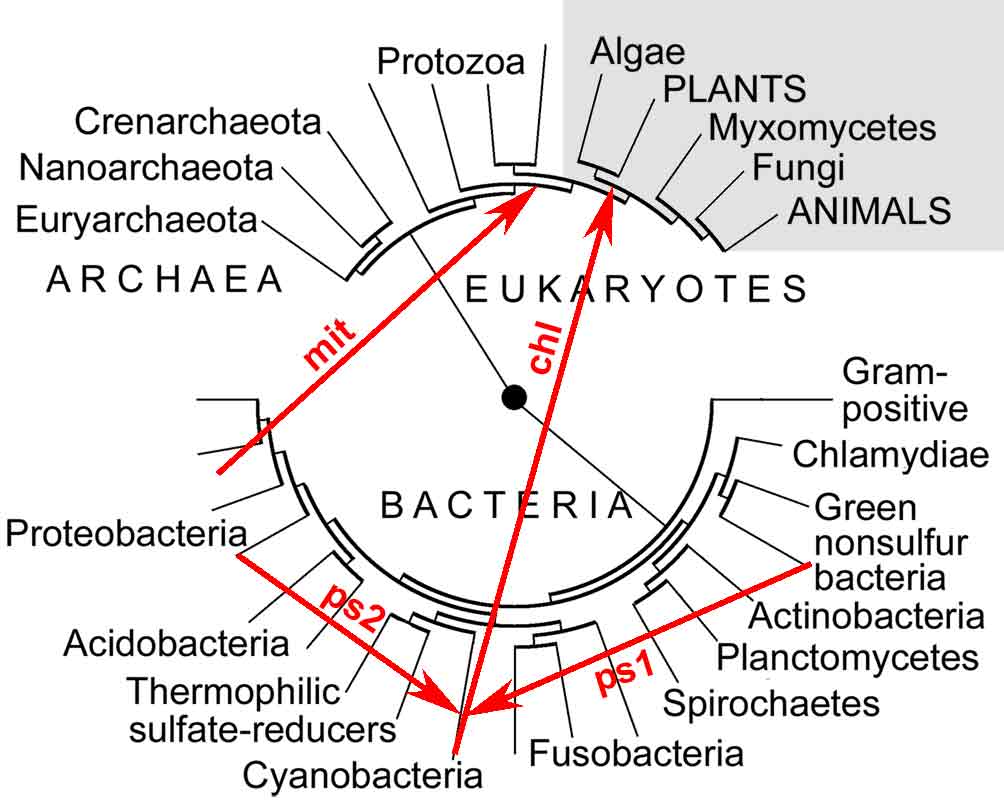 Algae
Protozoa
PLANTS
Crenarchaeota
Myxomycetes
Nanoarchaeota
Fungi
Euryarchaeota
ANIMALS
ARCHAEA
EUKARYOTES
mit
chl
Gram-
positive
Chlamydiae
BACTERIA
Green
nonsulfur
bacteria
Proteobacteria
ps2
Actinobacteria
Acidobacteria
Planctomycetes
ps1
Thermophilic
sulfate-reducers
Spirochaetes
Fusobacteria
Cyanobacteria